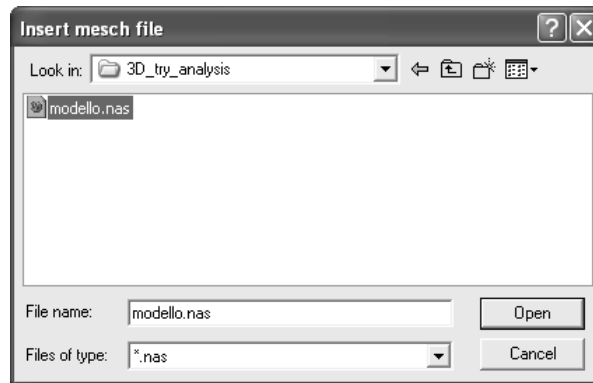 Insert mesch file
Look in: 3D_try_analysis
modello.nas
File name: modello.nas Open
Files of type: *.nas Cancel